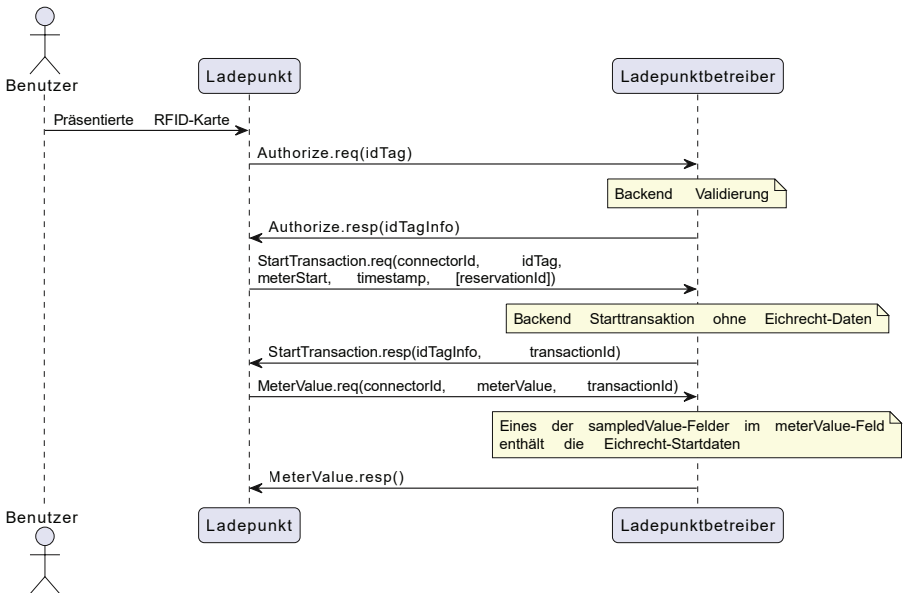 Benutzer
Ladepunkt
Ladepunktbetreiber
Präsentierte RFID-Karte
Authorize.req(idTag)
Backend Validierung
Authorize.resp(idTagInfo)
StartTransaction.req(connectorId, idTag,
meterStart, timestamp, [reservationId])
Backend Starttransaktion ohne Eichrecht-Daten
StartTransaction.resp(idTagInfo, transactionId)
MeterValue.req(connectorId, meterValue, transactionId)
Eines der sampledValue-Felder im meterValue-Feld
enthält die Eichrecht-Startdaten
MeterValue.resp()
Benutzer
Ladepunkt
Ladepunktbetreiber